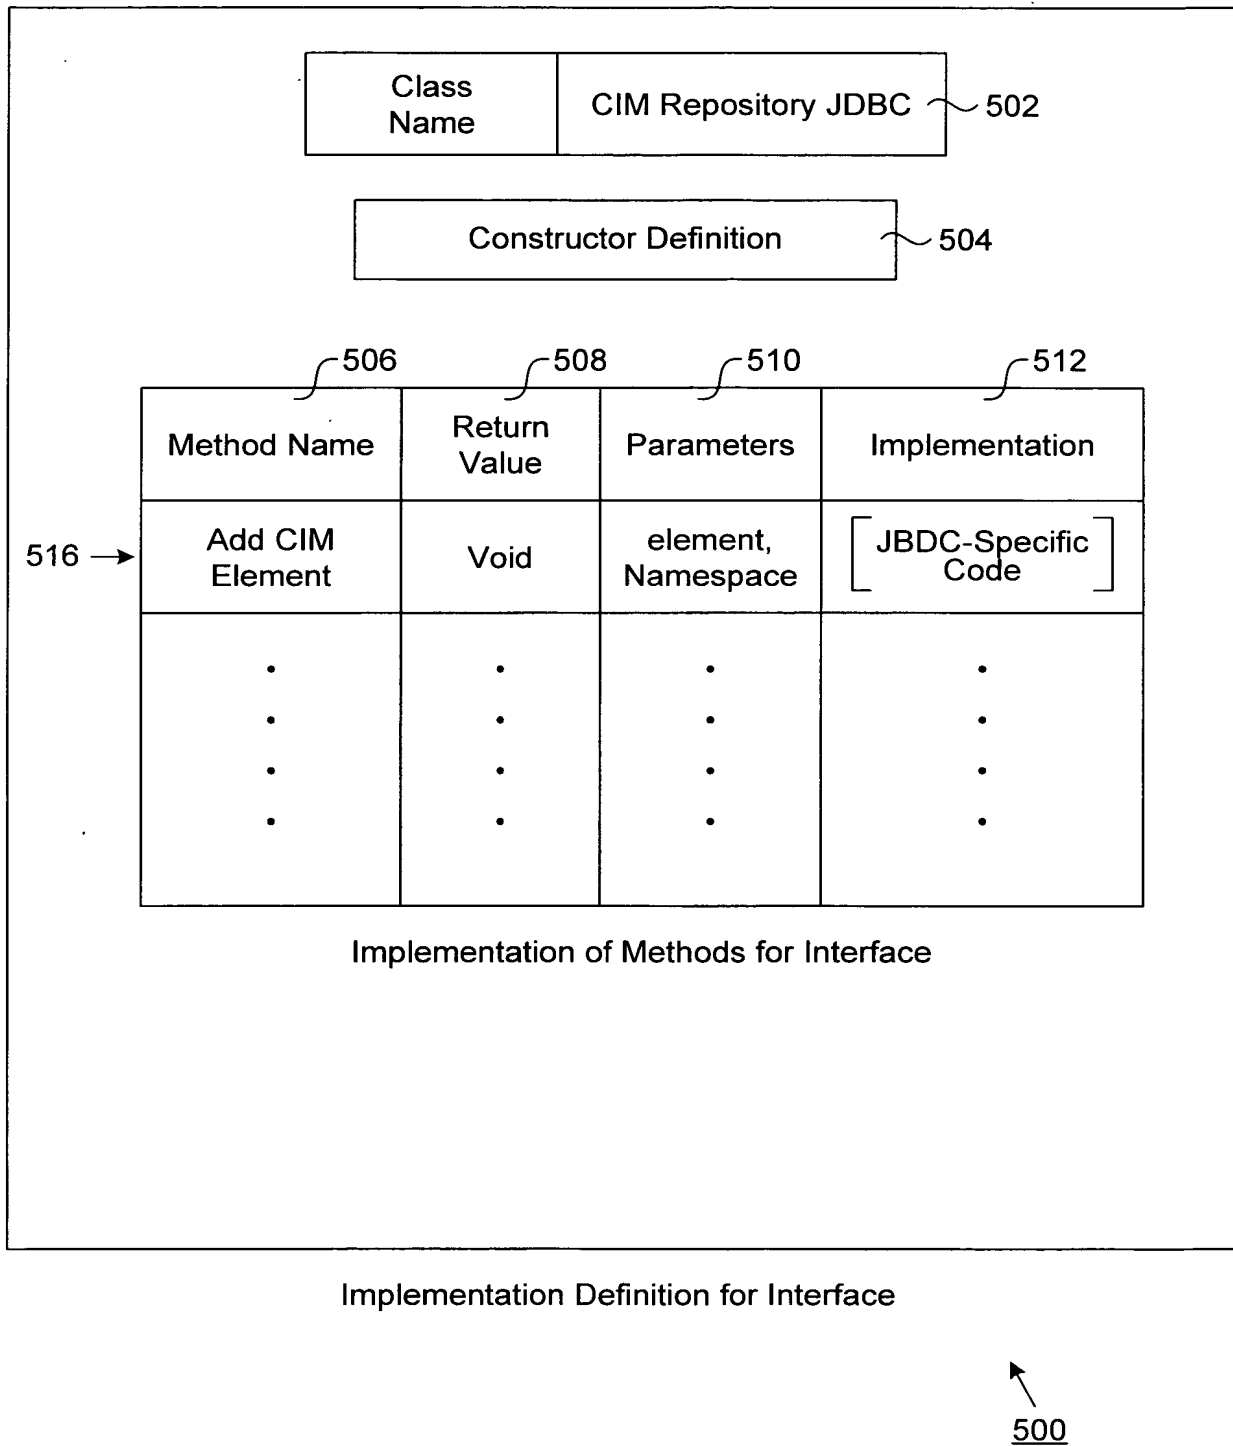 Class
Name
CIM Repository JDBC
502
Constructor Definition
504
506
508
510
512
Method Name
Return
Value
Parameters
Implementation
516
Add CIM
Element
Void
element,
Namespace
JBDC-Specific
Code
Implementation of Methods for Interface
Implementation Definition for Interface
500